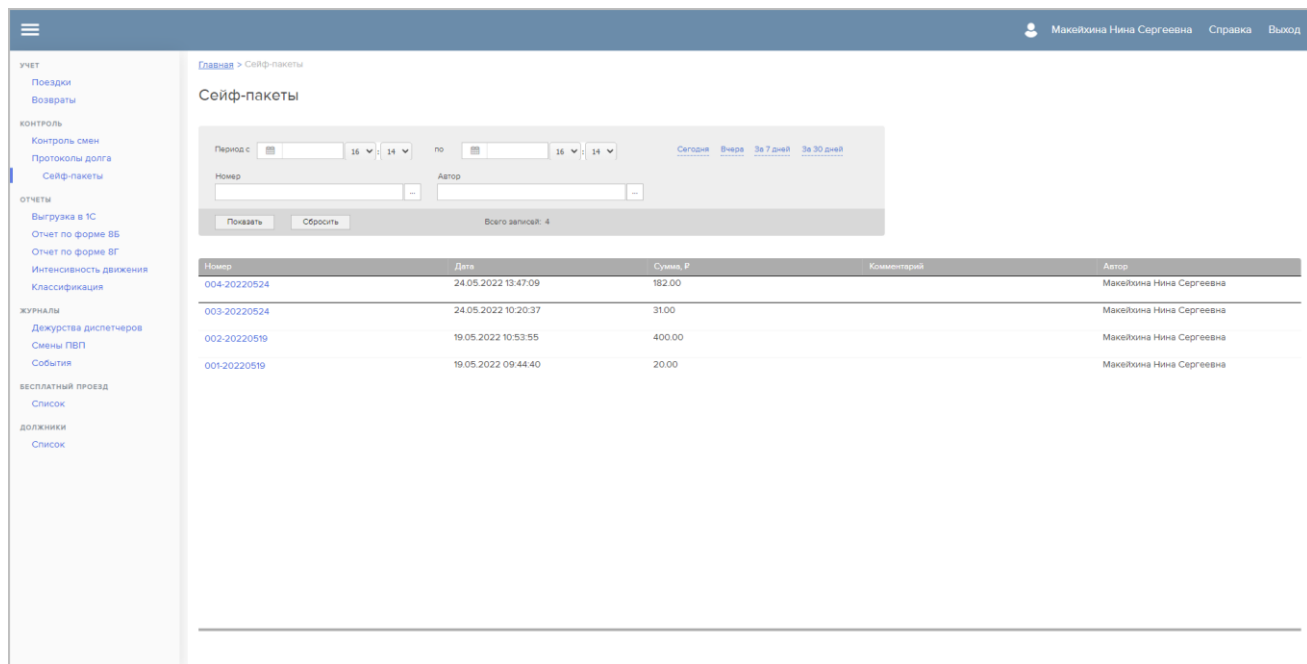 Макейхина Нина Сергеевна Справка Выход
УЧЕТ
Поездки
Возвраты
КОНТРОЛЬ
Контроль смен
Протоколы долга
Сейф-пакеты
ОТЧЕТЫ
Выгрузка в 1С
Отчет по форме 8Б
Отчет по форме 8Г
Интенсивность движения
Классификация
ЖУРНАЛЫ
Дежурства диспетчеров
Смены ПВП
События
БЕСПЛАТНЫЙ ПРОЕЗД
Список
ДОЛЖНИКИ
Список
Главная > Сейф-пакеты
Сейф-пакеты
Период с 16 : 14 по 16 : 14 Сегодня Вчера За 7 дней За 30 дней
Номер Автор
... ...
Показать Сбросить Всего записей: 4
Номер Дата Сумма, ₽ Комментарий Автор
004-20220524 24.05.2022 13:47:09 182.00 Макейхина Нина Сергеевна
003-20220524 24.05.2022 10:20:37 31.00 Макейхина Нина Сергеевна
002-20220519 19.05.2022 10:53:55 400.00 Макейхина Нина Сергеевна
001-20220519 19.05.2022 09:44:40 20.00 Макейхина Нина Сергеевна